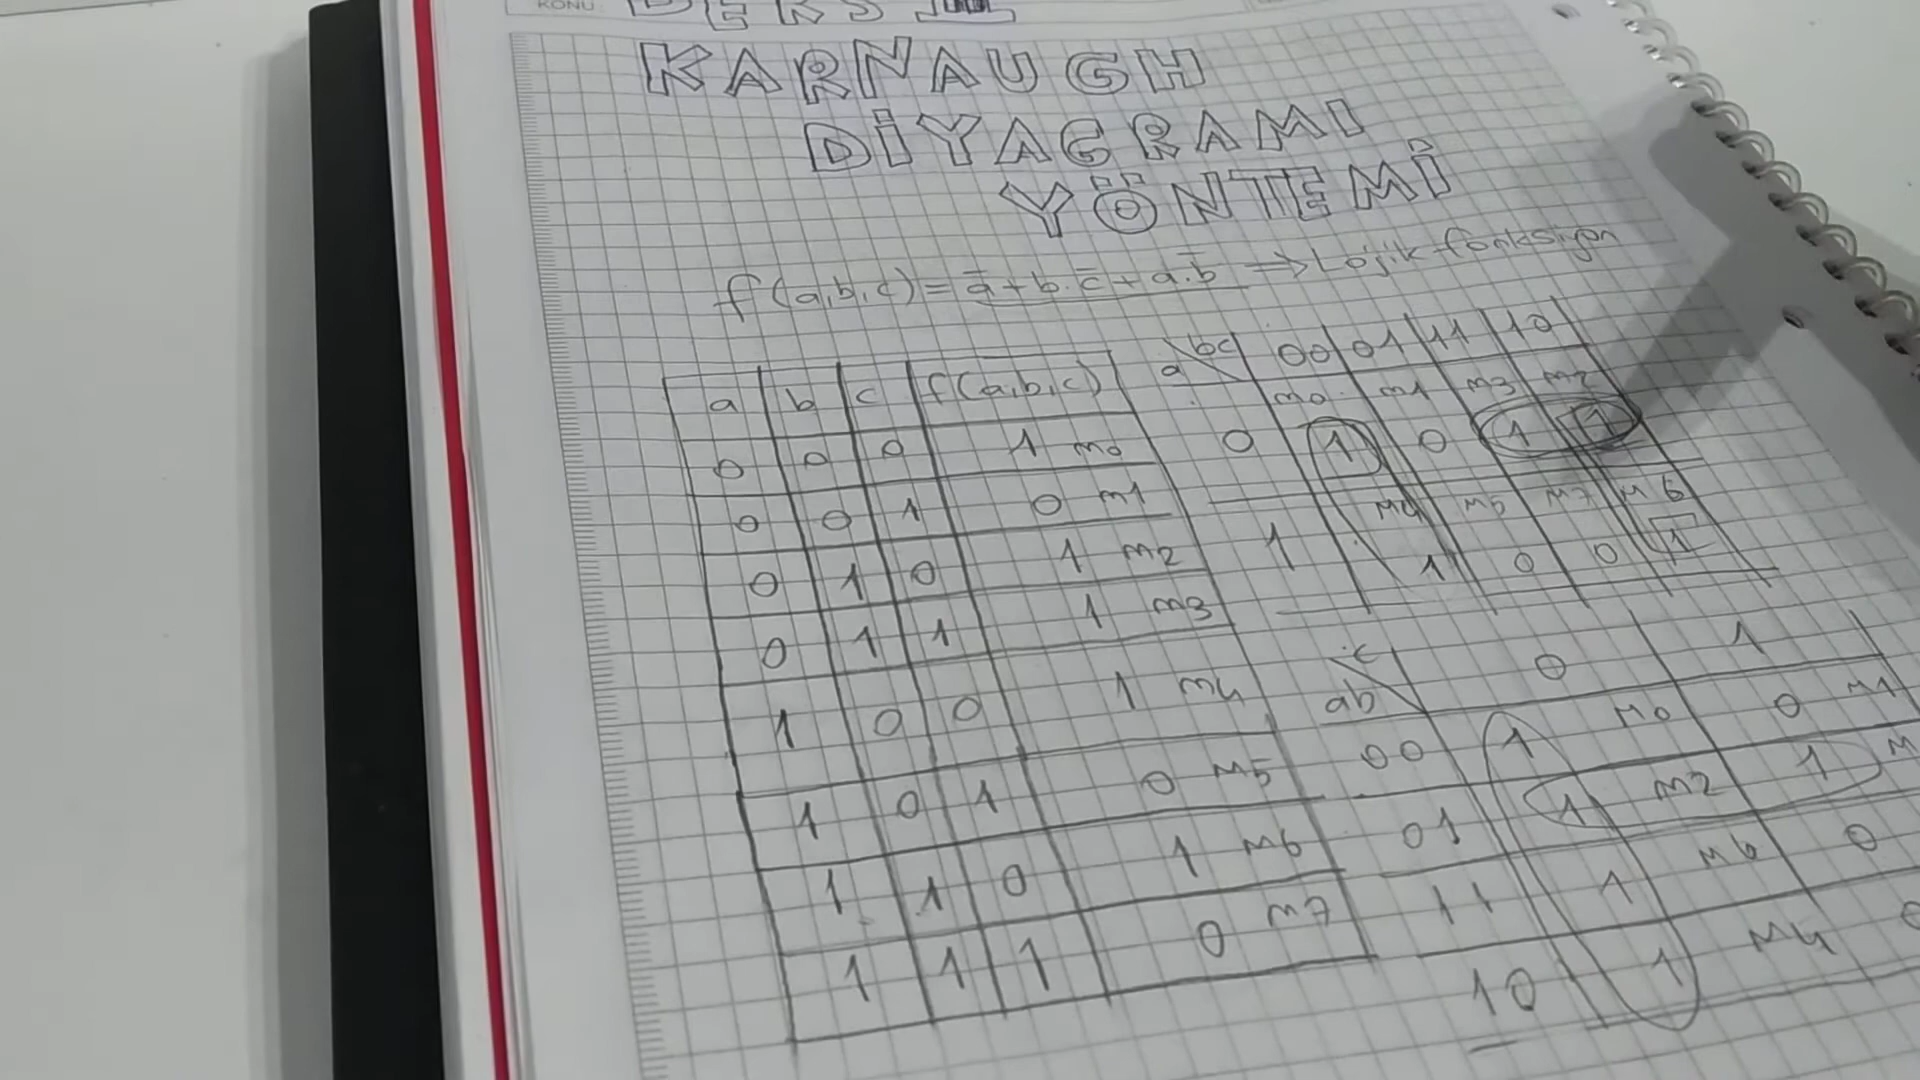 KONU:
DERS II
KARNAUGH
DİYAGRAMI
YÖNTEMİ
f(a,b,c) = a̅ + b.c̅ + a.b̅ => Lojik fonksiyon
a b c f(a,b,c)
0 0 0 1 m0
0 0 1 0 m1
0 1 0 1 m2
0 1 1 1 m3
1 0 0 1 m4
1 0 1 0 m5
1 1 0 1 m6
1 1 1 0 m7
a bc 00 01 11 10
m0 m1 m3 m2
0 1 0 1 1
m4 m5 m7 m6
1 1 0 0 1
ab c 0 1
00 1 m0 0 m1
01 1 m2 1 m
11 1 m6 0
10 1 m4 0